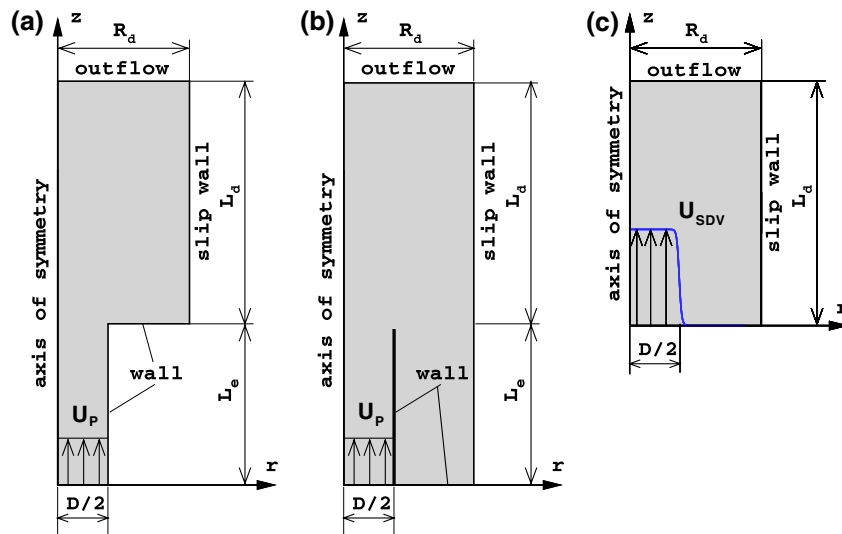 (a)
z
R_d
outflow
axis of symmetry
slip wall
L_d
wall
L_e
U_P
r
D/2
(b)
z
R_d
outflow
axis of symmetry
slip wall
L_d
wall
L_e
U_P
r
D/2
(c)
z
R_d
outflow
axis of symmetry
slip wall
L_d
U_SDV
r
D/2